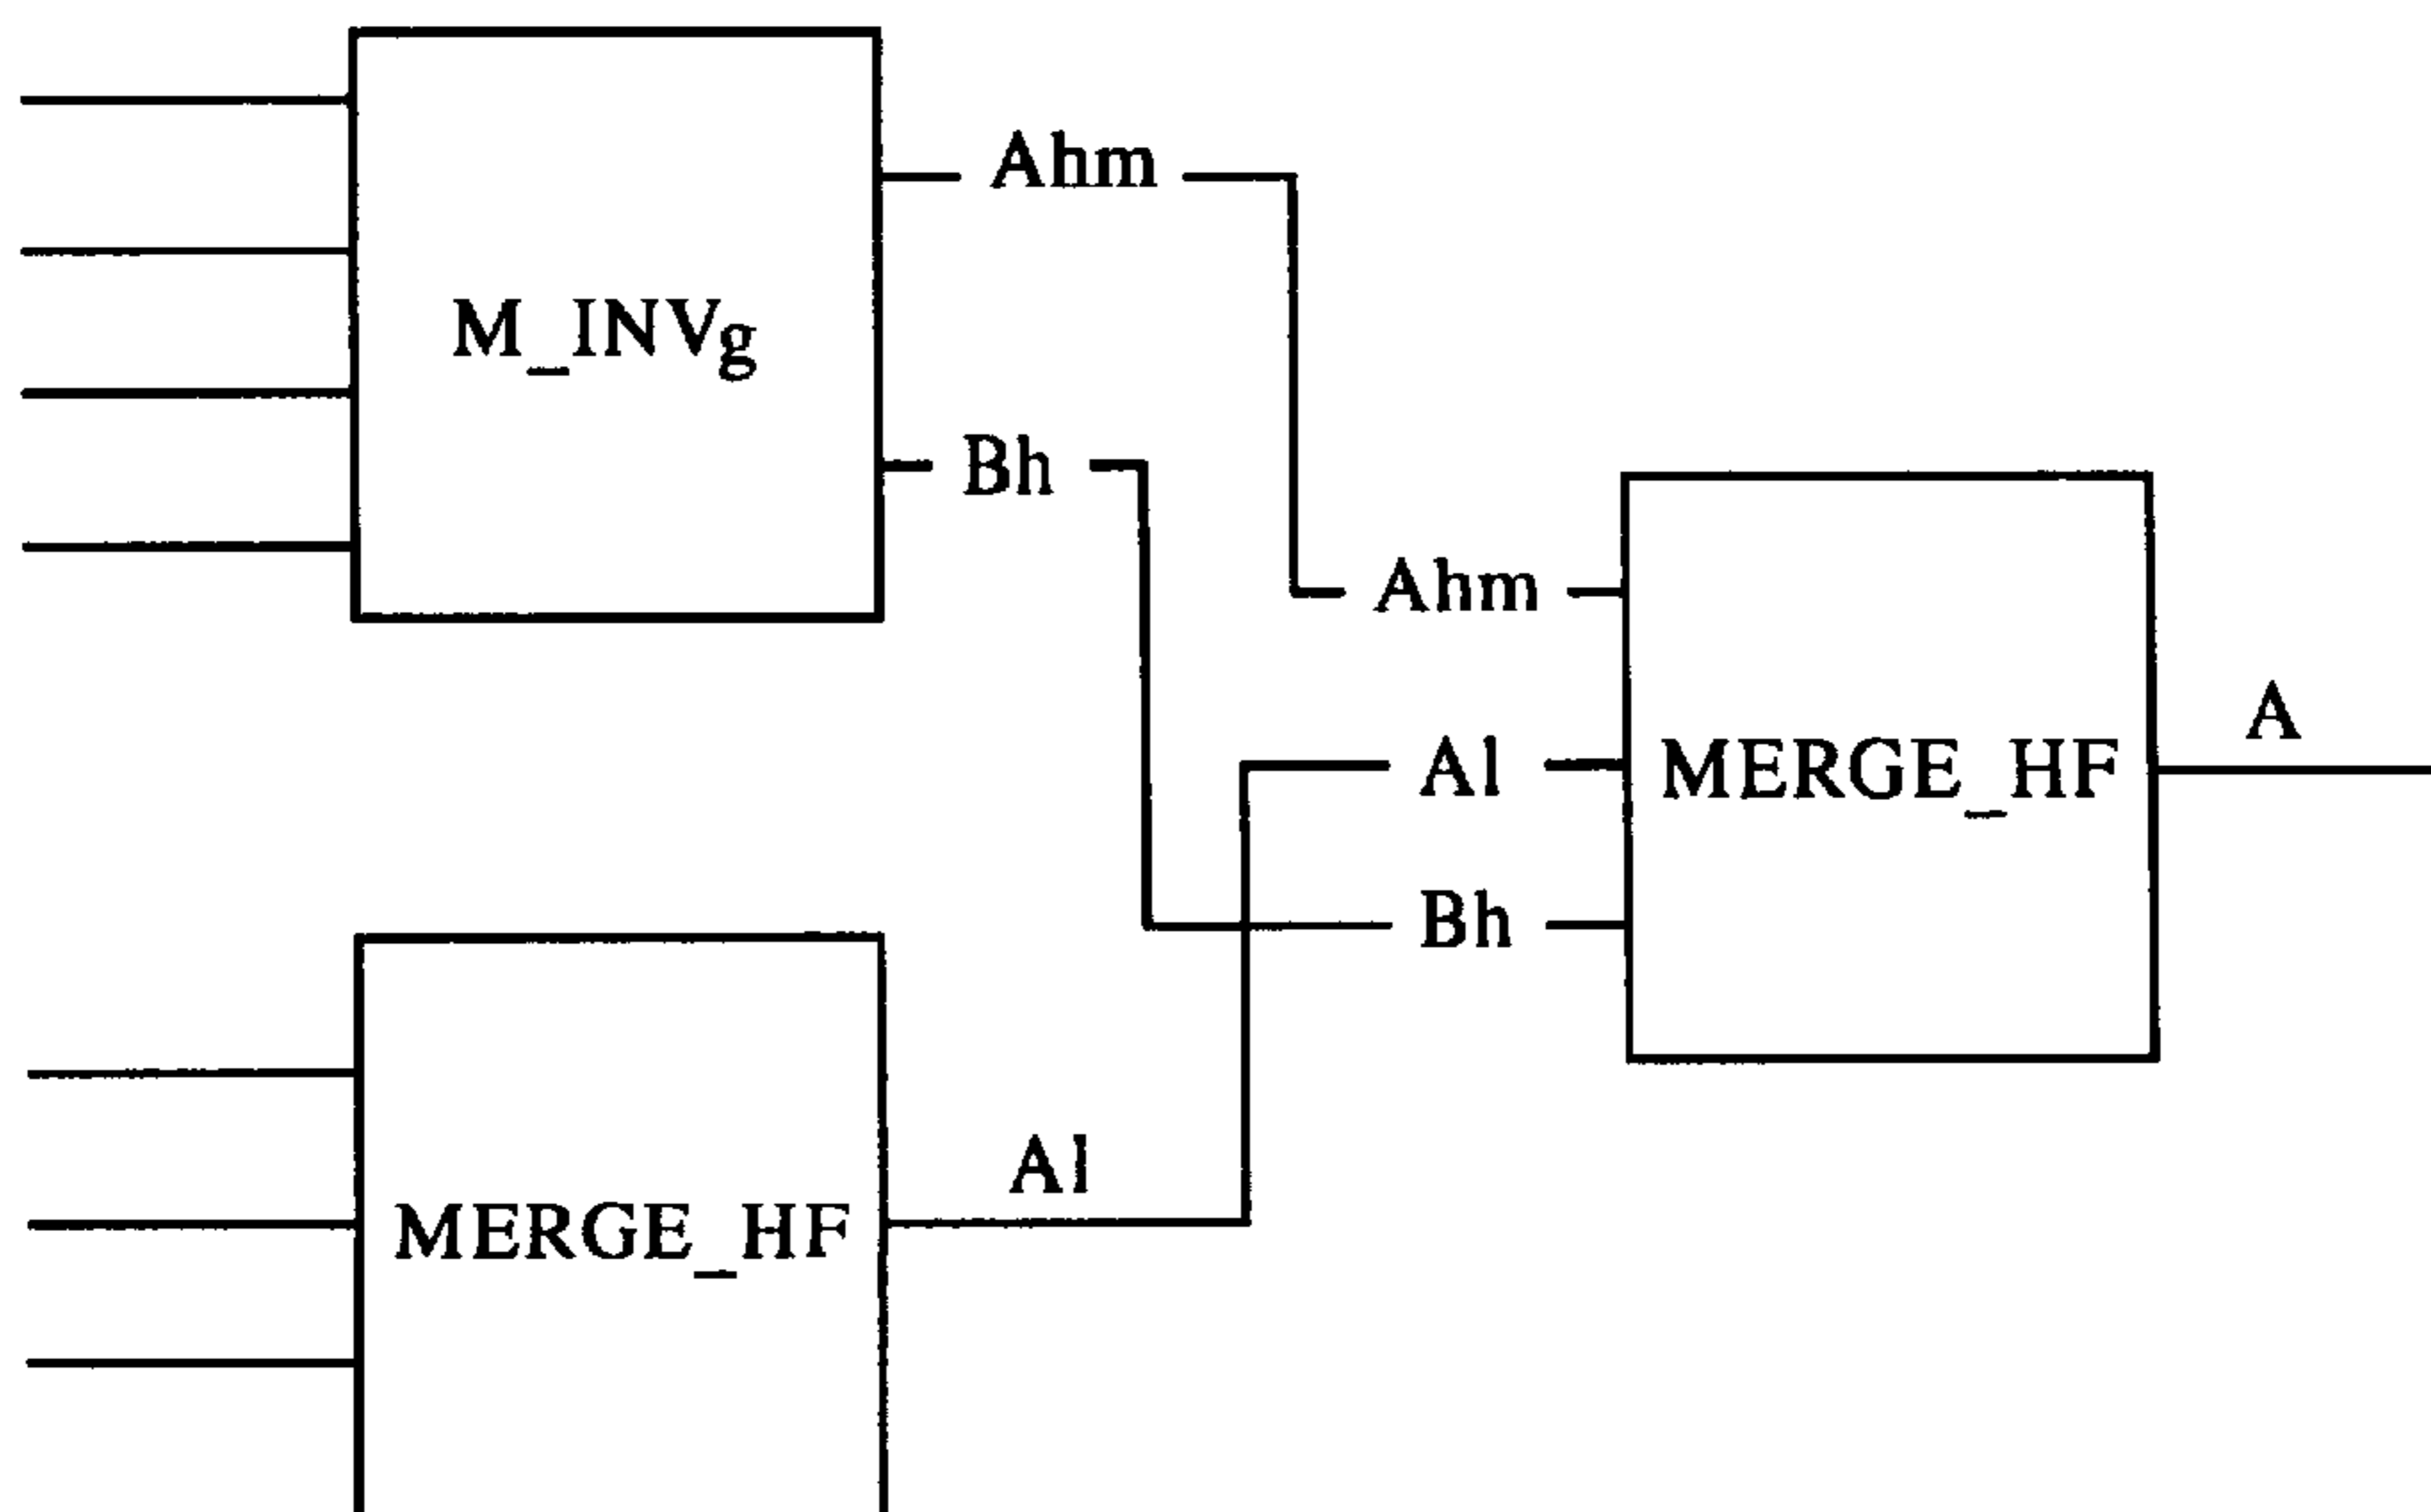 Ahm
M_INVg
Bh
Ahm
A
Al
MERGE_HF
Bh
Al
MERGE_HF